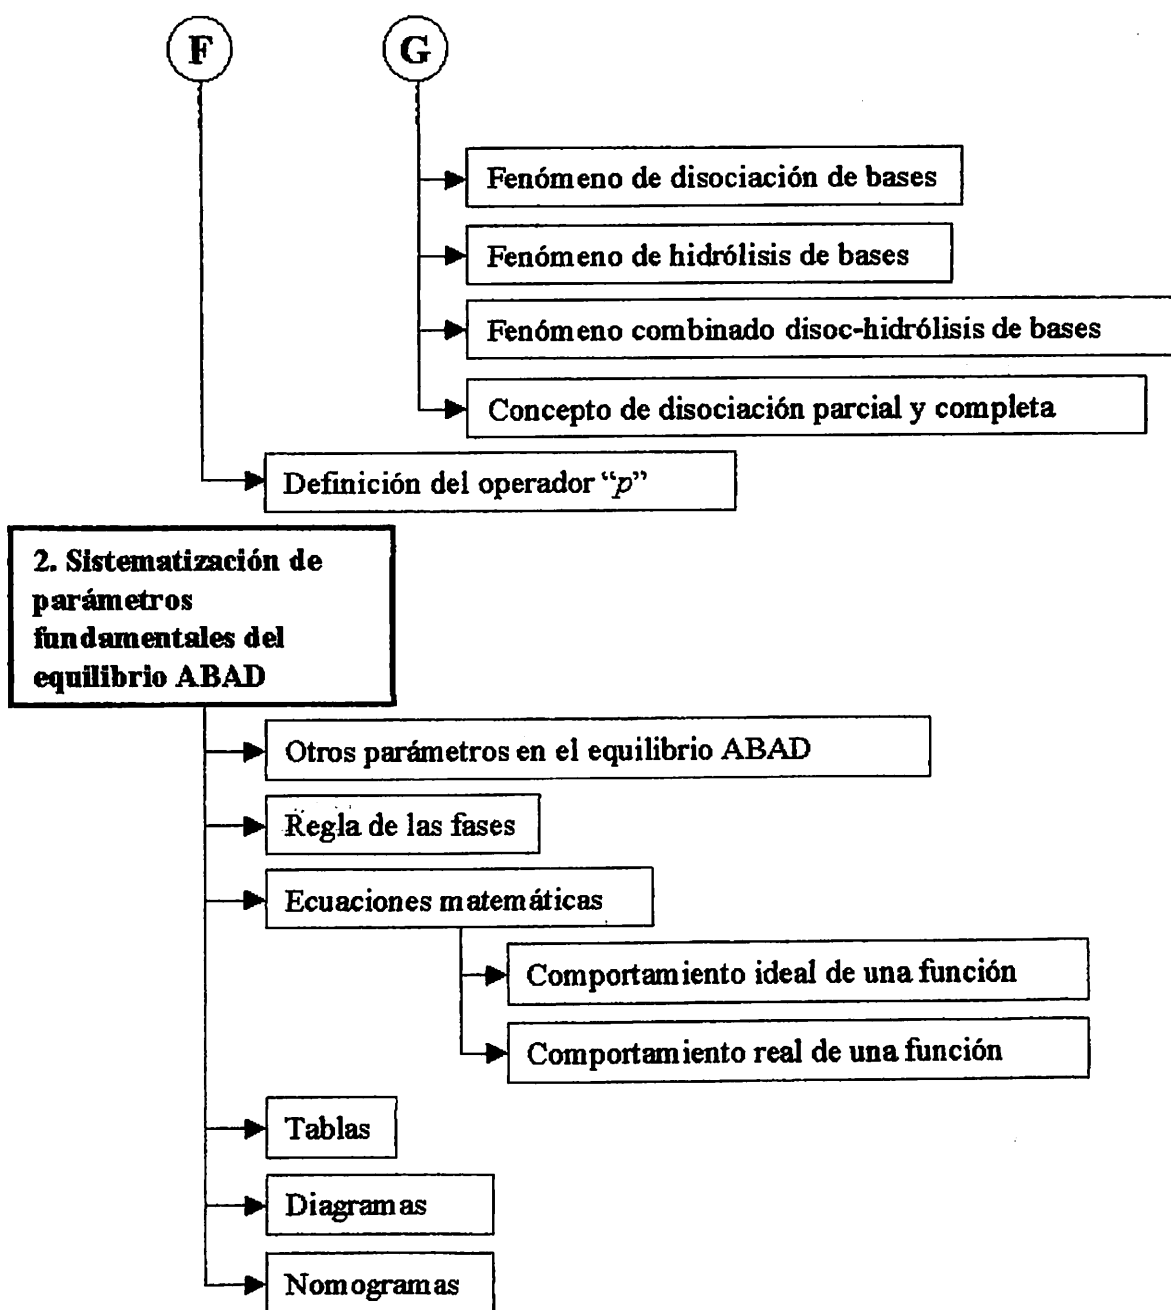 F
G
Fenómeno de disociación de bases
Fenómeno de hidrólisis de bases
Fenómeno combinado disoc-hidrólisis de bases
Concepto de disociación parcial y completa
Definición del operador “p”
2. Sistematización de
parámetros
fundamentales del
equilibrio ABAD
Otros parámetros en el equilibrio ABAD
Regla de las fases
Ecuaciones matemáticas
Comportamiento ideal de una función
Comportamiento real de una función
Tablas
Diagramas
Nomogramas